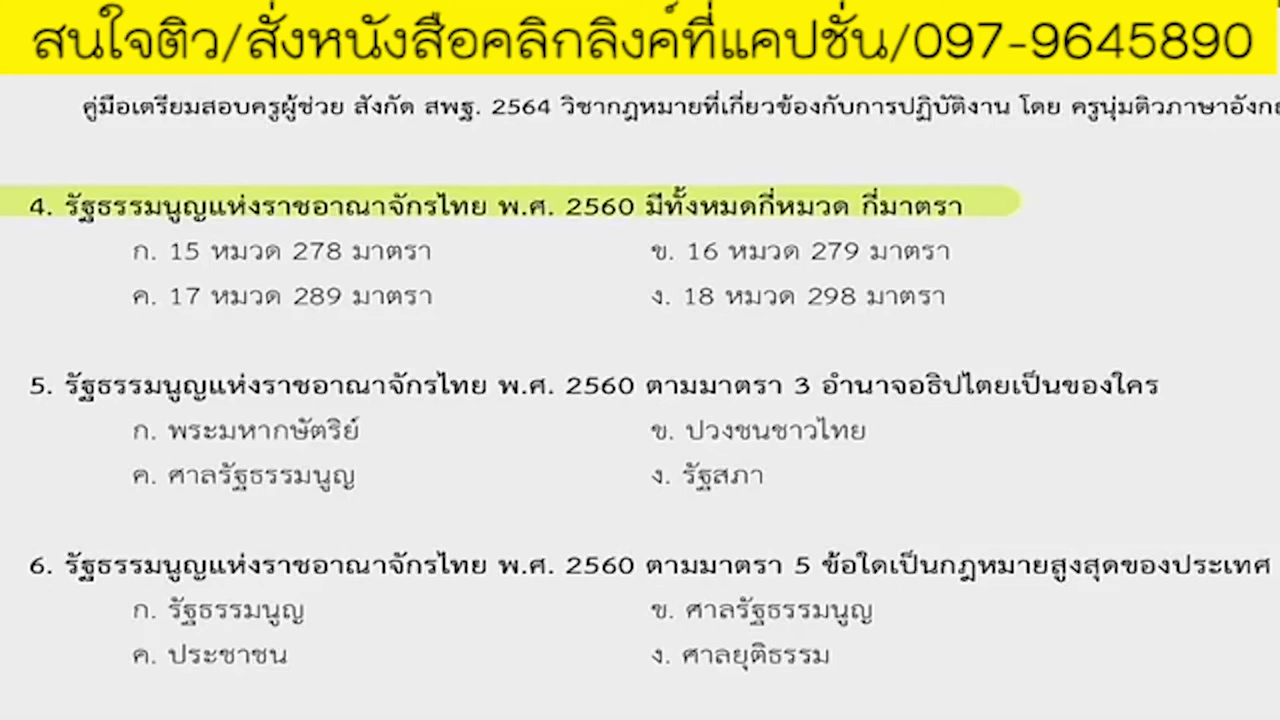 สนใจติว/สั่งหนังสือคลิกลิงค์ที่แคปชั่น/097-9645890
คู่มือเตรียมสอบครูผู้ช่วย สังกัด สพฐ. 2564 วิชากฎหมายที่เกี่ยวข้องกับการปฏิบัติงาน โดย ครูนุ่มติวภาษาอังกฤ
4. รัฐธรรมนูญแห่งราชอาณาจักรไทย พ.ศ. 2560 มีทั้งหมดกี่หมวด กี่มาตรา
ก. 15 หมวด 278 มาตรา ข. 16 หมวด 279 มาตรา
ค. 17 หมวด 289 มาตรา ง. 18 หมวด 298 มาตรา
5. รัฐธรรมนูญแห่งราชอาณาจักรไทย พ.ศ. 2560 ตามมาตรา 3 อำนาจอธิปไตยเป็นของใคร
ก. พระมหากษัตริย์ ข. ปวงชนชาวไทย
ค. ศาลรัฐธรรมนูญ ง. รัฐสภา
6. รัฐธรรมนูญแห่งราชอาณาจักรไทย พ.ศ. 2560 ตามมาตรา 5 ข้อใดเป็นกฎหมายสูงสุดของประเทศ
ก. รัฐธรรมนูญ ข. ศาลรัฐธรรมนูญ
ค. ประชาชน ง. ศาลยุติธรรม